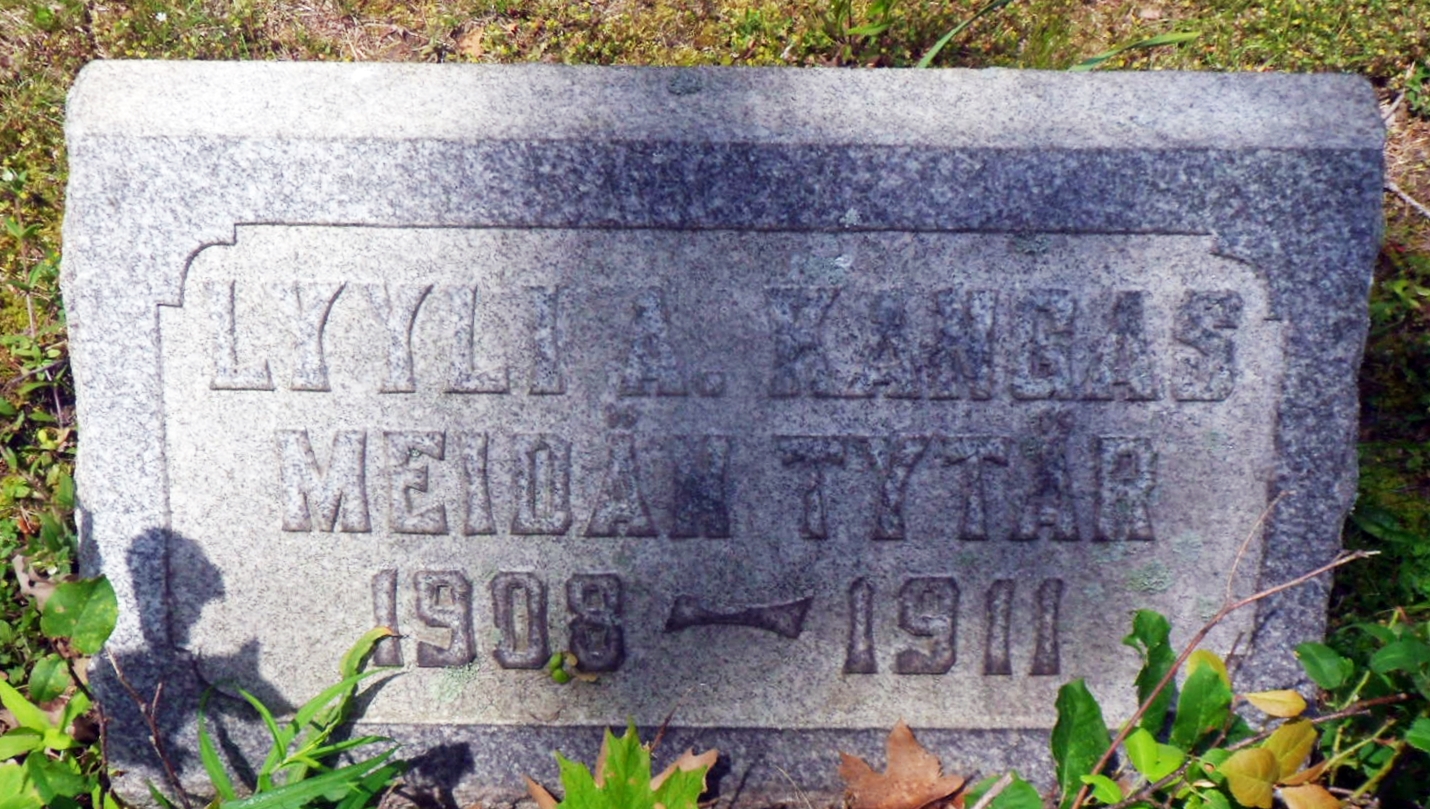 LYYLI A. KANGAS
MEIDÄN TYTÄR
1908 – 1911